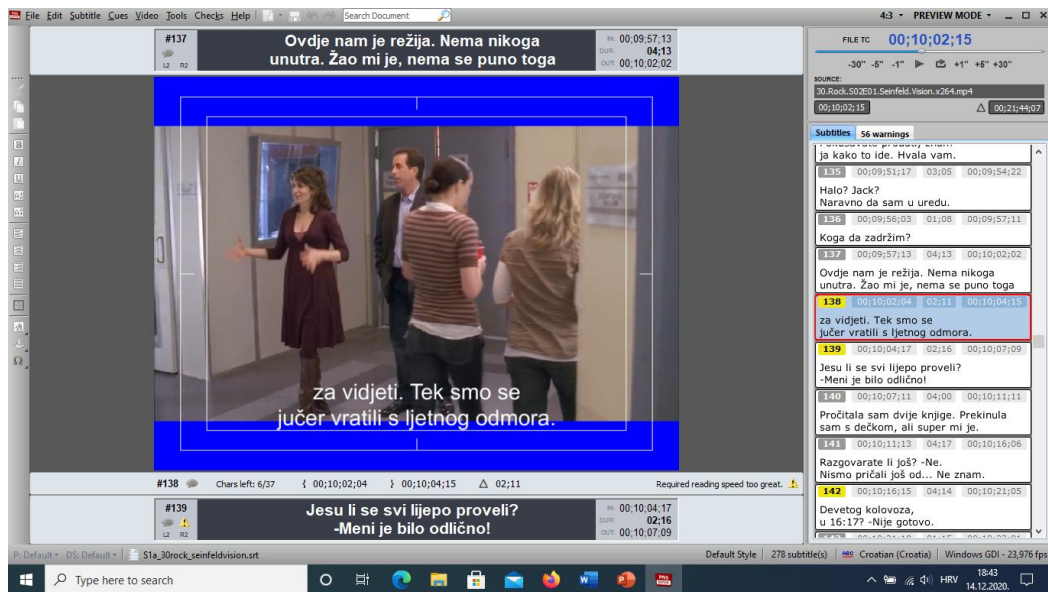 File Edit Subtitle Cues Video Tools Checks Help
Search Document
4:3
PREVIEW MODE
#137
L2 R2
Ovdje nam je režija. Nema nikoga
unutra. Žao mi je, nema se puno toga
IN: 00;09;57;13
DUR: 04;13
OUT: 00;10;02;02
za vidjeti. Tek smo se
jučer vratili s ljetnog odmora.
#138
Chars left: 6/37
{ 00;10;02;04
} 00;10;04;15
Δ 02;11
Required reading speed too great.
#139
L2 R2
Jesu li se svi lijepo proveli?
-Meni je bilo odlično!
IN: 00;10;04;17
DUR: 02;16
OUT: 00;10;07;09
FILE TC 00;10;02;15
-30" -5" -1" +1" +5" +30"
SOURCE:
30.Rock.S02E01.Seinfeld.Vision.x264.mp4
00;10;02;15
Δ 00;21;44;07
Subtitles
56 warnings
ja kako to ide. Hvala vam.
135 00;09;51;17 03;05 00;09;54;22
Halo? Jack?
Naravno da sam u uredu.
136 00;09;56;03 01;08 00;09;57;11
Koga da zadržim?
137 00;09;57;13 04;13 00;10;02;02
Ovdje nam je režija. Nema nikoga
unutra. Žao mi je, nema se puno toga
138 00;10;02;04 02;11 00;10;04;15
za vidjeti. Tek smo se
jučer vratili s ljetnog odmora.
139 00;10;04;17 02;16 00;10;07;09
Jesu li se svi lijepo proveli?
-Meni je bilo odlično!
140 00;10;07;11 04;00 00;10;11;11
Pročitala sam dvije knjige. Prekinula
sam s dečkom, ali super mi je.
141 00;10;11;13 04;17 00;10;16;06
Razgovarate li još? -Ne.
Nismo pričali još od... Ne znam.
142 00;10;16;15 04;14 00;10;21;05
Devetog kolovoza,
u 16:17? -Nije gotovo.
P: Default
DS: Default
S1a_30rock_seinfeldvision.srt
Default Style
278 subtitle(s)
Croatian (Croatia)
Windows GDI - 23,976 fps
Type here to search
HRV
18:43
14.12.2020.